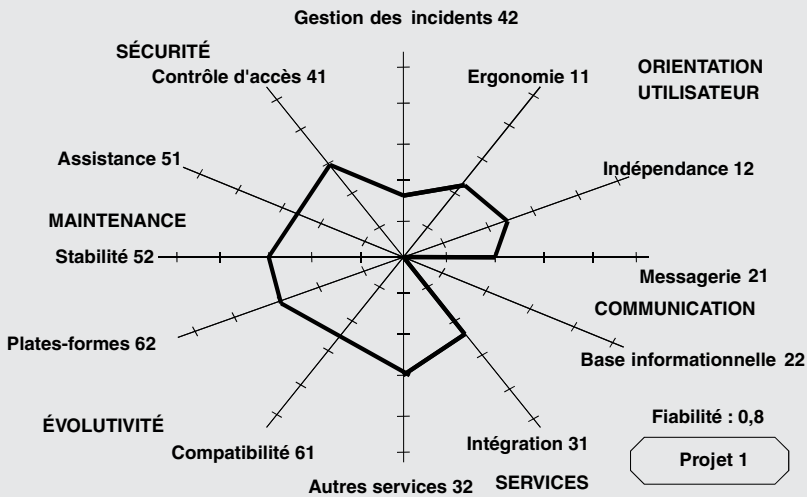 Gestion des incidents 42
SÉCURITÉ
Contrôle d'accès 41
Ergonomie 11
ORIENTATION
UTILISATEUR
Assistance 51
Indépendance 12
MAINTENANCE
Stabilité 52
Messagerie 21
COMMUNICATION
Plates-formes 62
Base informationnelle 22
ÉVOLUTIVITÉ
Fiabilité : 0,8
Compatibilité 61
Intégration 31
Projet 1
Autres services 32
SERVICES